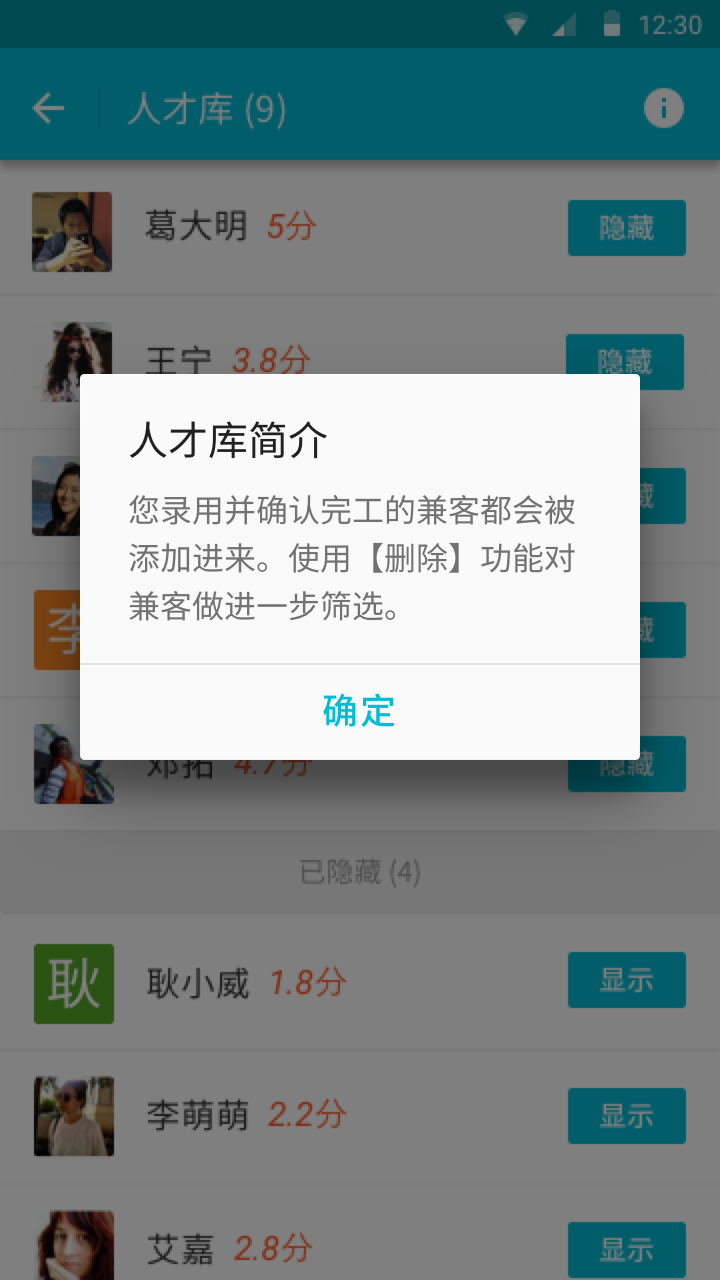 12:30
人才库 (9)
葛大明 5分
隐藏
王宁 3.8分
隐藏
人才库简介
您录用并确认完工的兼客都会被
添加进来。使用【删除】功能对
兼客做进一步筛选。
确定
藏
李
藏
邓拓 4.7分
隐藏
已隐藏 (4)
耿
耿小威 1.8分
显示
李萌萌 2.2分
显示
艾嘉 2.8分
显示